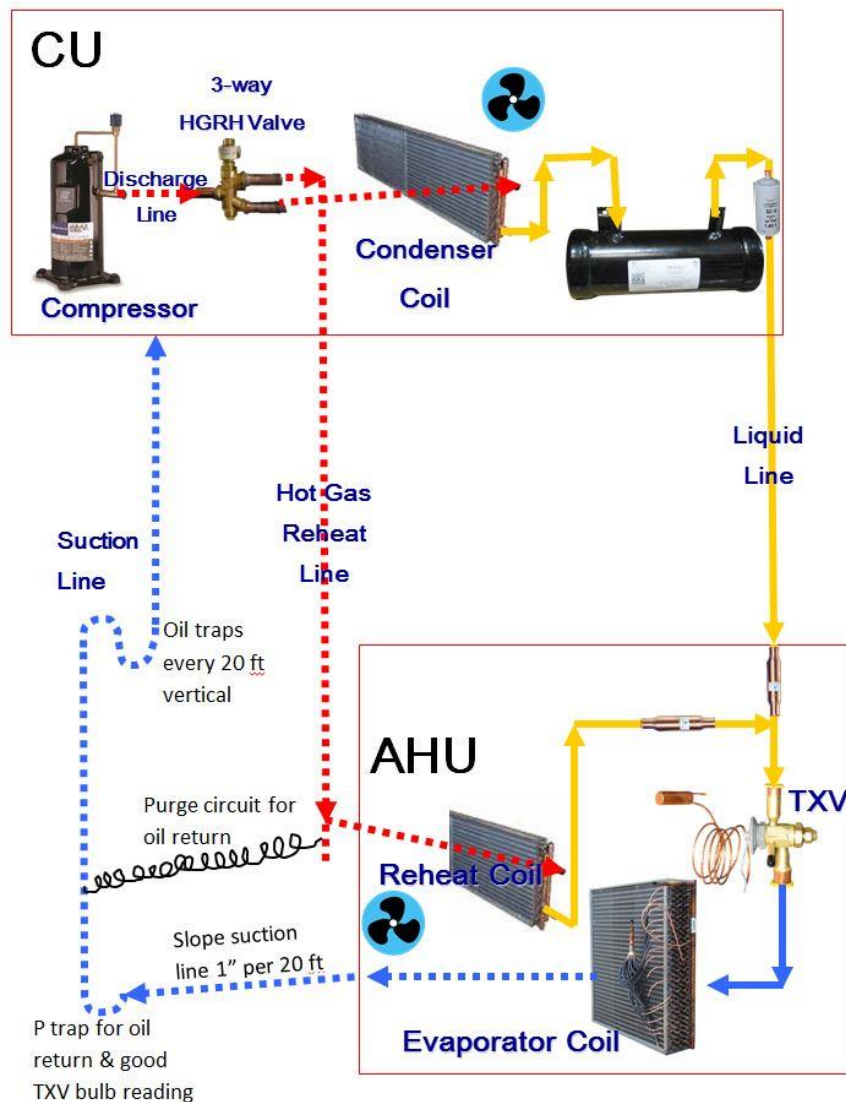 CU
3-way
HGRH Valve
Discharge
Line
Compressor
Condenser
Coil
Liquid
Line
Hot Gas
Reheat
Line
Suction
Line
Oil traps
every 20 ft
vertical
AHU
TXV
Purge circuit for
oil return
Reheat Coil
Slope suction
line 1” per 20 ft
Evaporator Coil
P trap for oil
return & good
TXV bulb reading